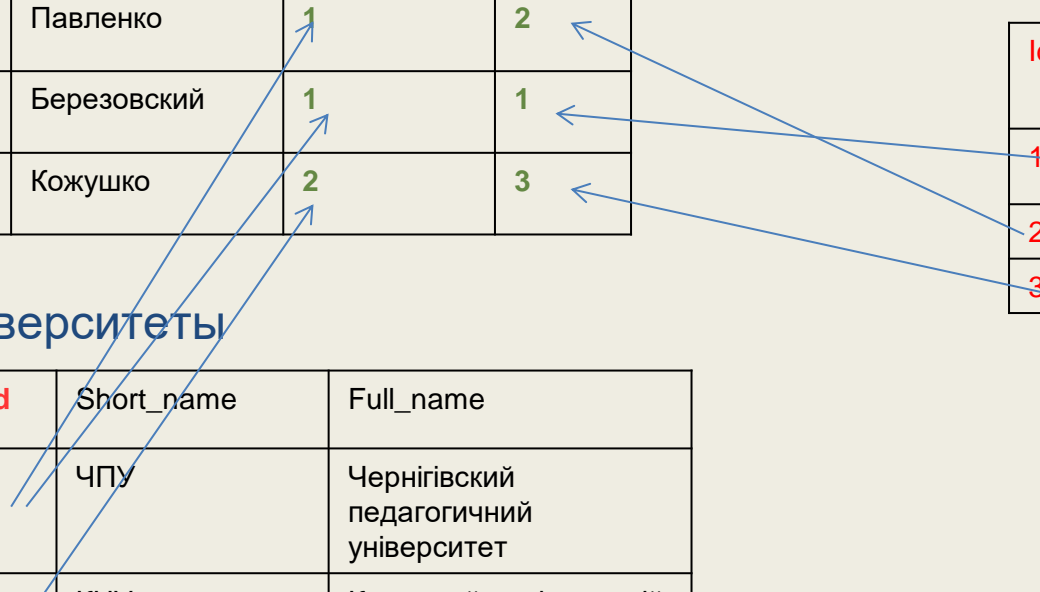 Павленко 1 2
Березовский 1 1
Кожушко 2 3
1
2
3
верситеты
d Short_name Full_name
ЧПУ Чернігівский
педагогичний
університет